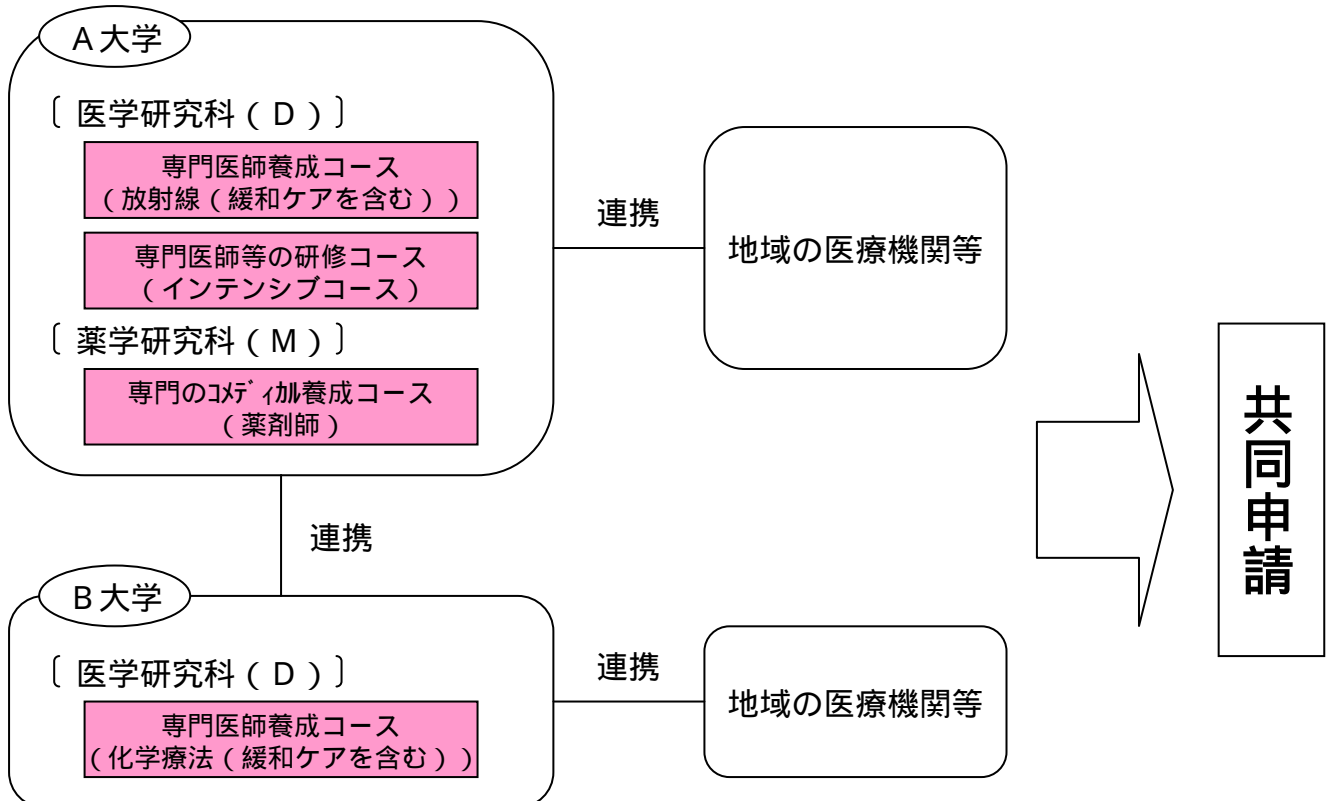 A大学
〔 医学研究科（D）〕
専門医師養成コース
（放射線（緩和ケアを含む））
専門医師等の研修コース
（インテンシブコース）
〔 薬学研究科（M）〕
専門のｺﾒﾃﾞｨｶﾙ養成コース
（薬剤師）
連携
地域の医療機関等
連携
B大学
〔 医学研究科（D）〕
専門医師養成コース
（化学療法（緩和ケアを含む））
連携
地域の医療機関等
共同申請